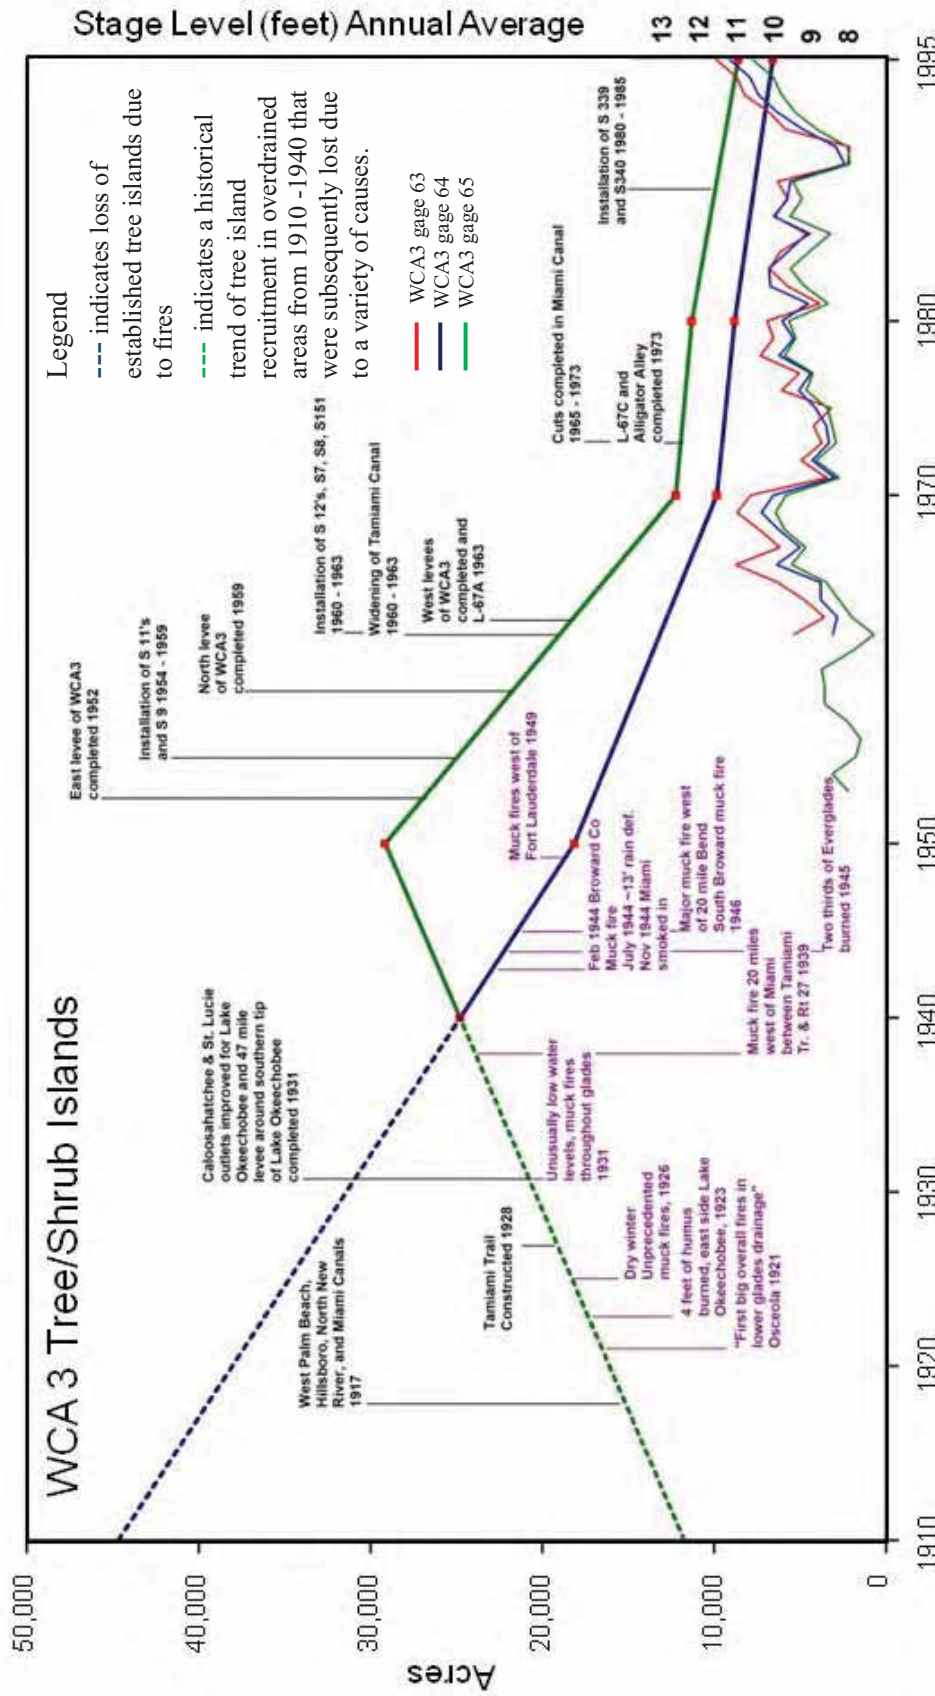 WCA 3 Tree/Shrub Islands
Stage Level (feet) Annual Average
Legend
indicates loss of
established tree islands due
to fires
indicates a historical
trend of tree island
recruitment in overdrained
areas from 1910 -1940 that
were subsequently lost due
to a variety of causes.
WCA3 gage 63
WCA3 gage 64
WCA3 gage 65
Acres
50,000
40,000
30,000
20,000
10,000
0
West Palm Beach,
Hillsboro, North New
River, and Miami Canals
1917
Caloosahatchee & St. Lucie
outlets improved for Lake
Okeechobee and 47 mile
levee around southern tip
of Lake Okeechobee
completed 1931
East levee of WCA3
completed 1952
Installation of S 11's
and S 9 1954 - 1959
North levee
of WCA3
completed 1959
Installation of S 12's, S7, S8, S151
1960 - 1963
Widening of Tamiami Canal
1960 - 1963
West levees
of WCA3
completed and
L-67A 1963
Cuts completed in Miami Canal
1965 - 1973
L-67C and
Alligator Alley
completed 1973
Installation of S 339
and S340 1980 - 1985
Tamiami Trail
Constructed 1928
"First big overall fires in
lower glades drainage"
Osceola 1921
4 feet of humus
burned, east side Lake
Okeechobee, 1923
Dry winter
Unprecedented
muck fires, 1926
Unusually low water
levels, muck fires
throughout glades
1931
Muck fire 20 miles
west of Miami
between Tamiami
Tr. & Rt 27 1939
Feb 1944 Broward Co
Muck fire
July 1944 ~13' rain def.
Nov 1944 Miami
smoked in
Two thirds of Everglades
burned 1945
Major muck fire west
of 20 mile Bend
South Broward muck fire
1946
Muck fires west of
Fort Lauderdale 1949
13
12
11
10
9
8
1910
1920
1930
1940
1950
1970
1980
1995